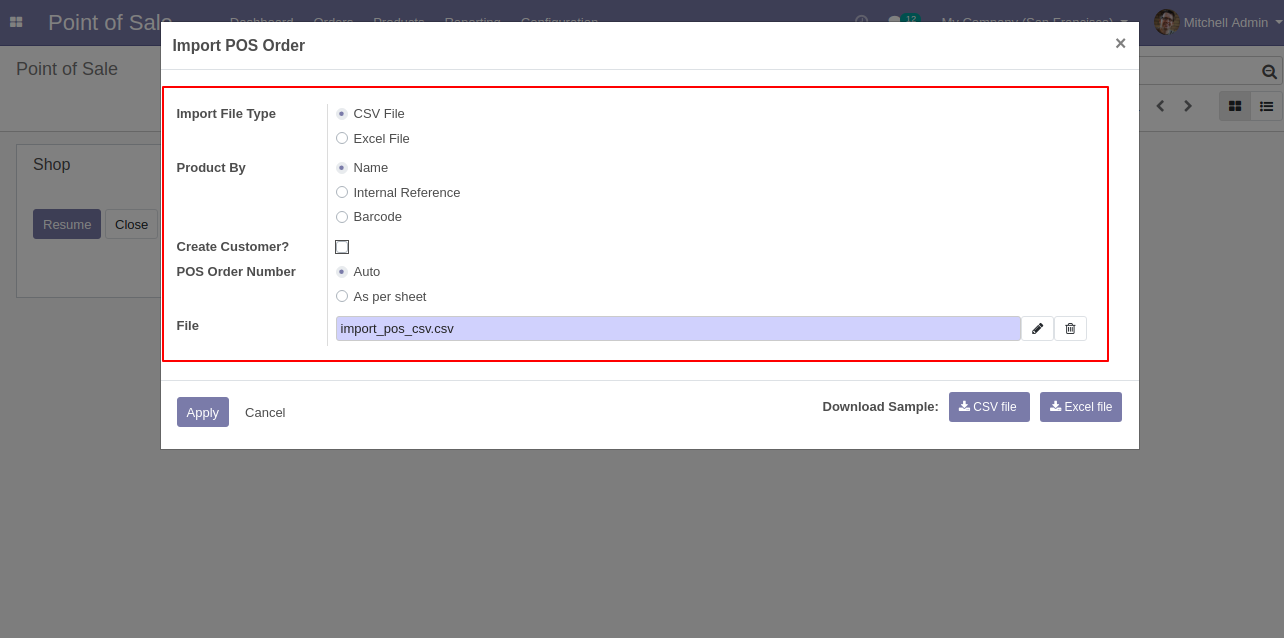 Point of Sale Dashboard Orders Products Reporting Configuration 12 My Company (San Francisco) Mitchell Admin
Import POS Order ×
Point of Sale
Import File Type CSV File
Excel File
Product By Name
Shop
Internal Reference
Barcode
Resume Close
Create Customer?
POS Order Number Auto
As per sheet
File import_pos_csv.csv
Apply Cancel Download Sample: CSV file Excel file